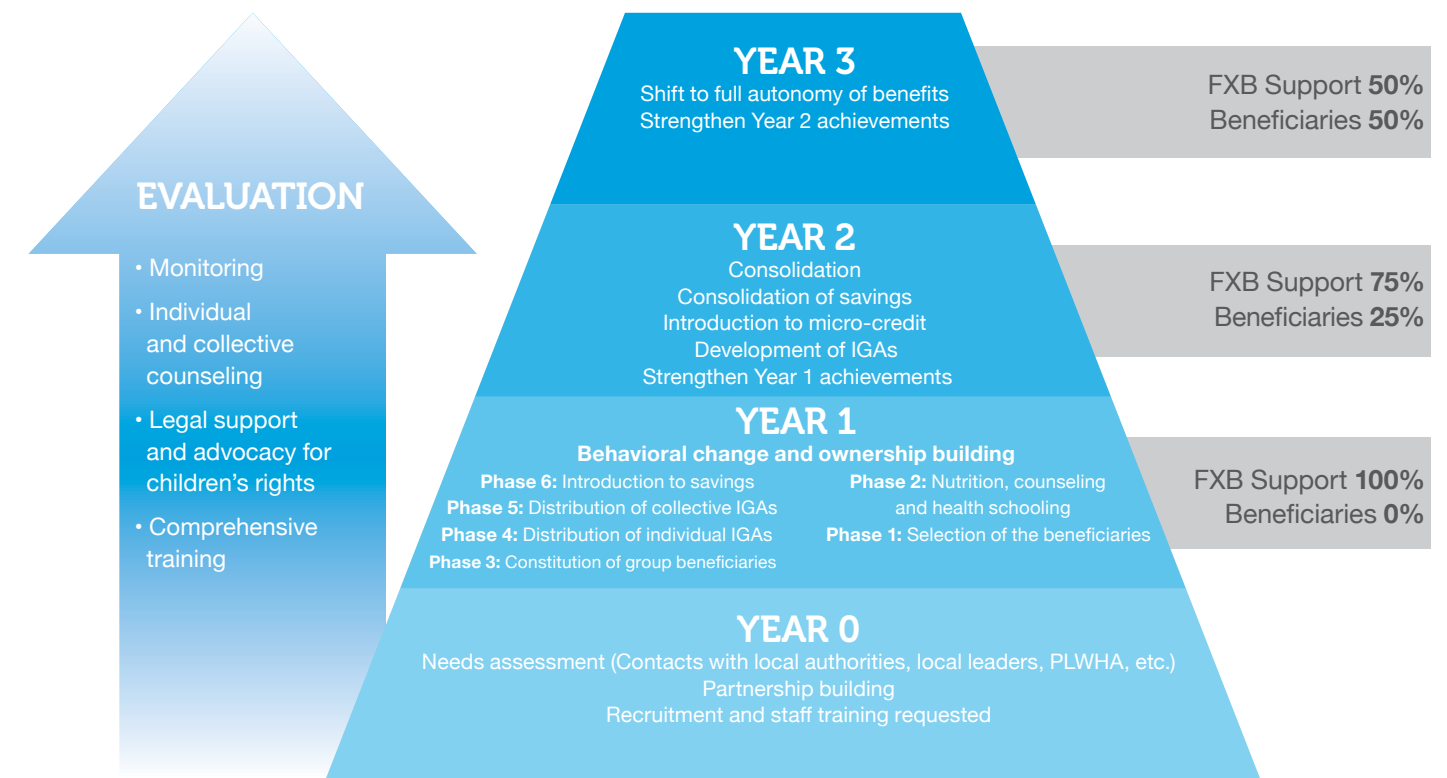 EVALUATION
• Monitoring
• Individual
and collective
counseling
• Legal support
and advocacy for
children’s rights
• Comprehensive
training
YEAR 3
Shift to full autonomy of benefits
Strengthen Year 2 achievements
FXB Support 50%
Beneficiaries 50%
YEAR 2
Consolidation
Consolidation of savings
Introduction to micro-credit
Development of IGAs
Strengthen Year 1 achievements
FXB Support 75%
Beneficiaries 25%
YEAR 1
Behavioral change and ownership building
Phase 6: Introduction to savings
Phase 5: Distribution of collective IGAs
Phase 4: Distribution of individual IGAs
Phase 3: Constitution of group beneficiaries
Phase 2: Nutrition, counseling
and health schooling
Phase 1: Selection of the beneficiaries
FXB Support 100%
Beneficiaries 0%
YEAR 0
Needs assessment (Contacts with local authorities, local leaders, PLWHA, etc.)
Partnership building
Recruitment and staff training requested